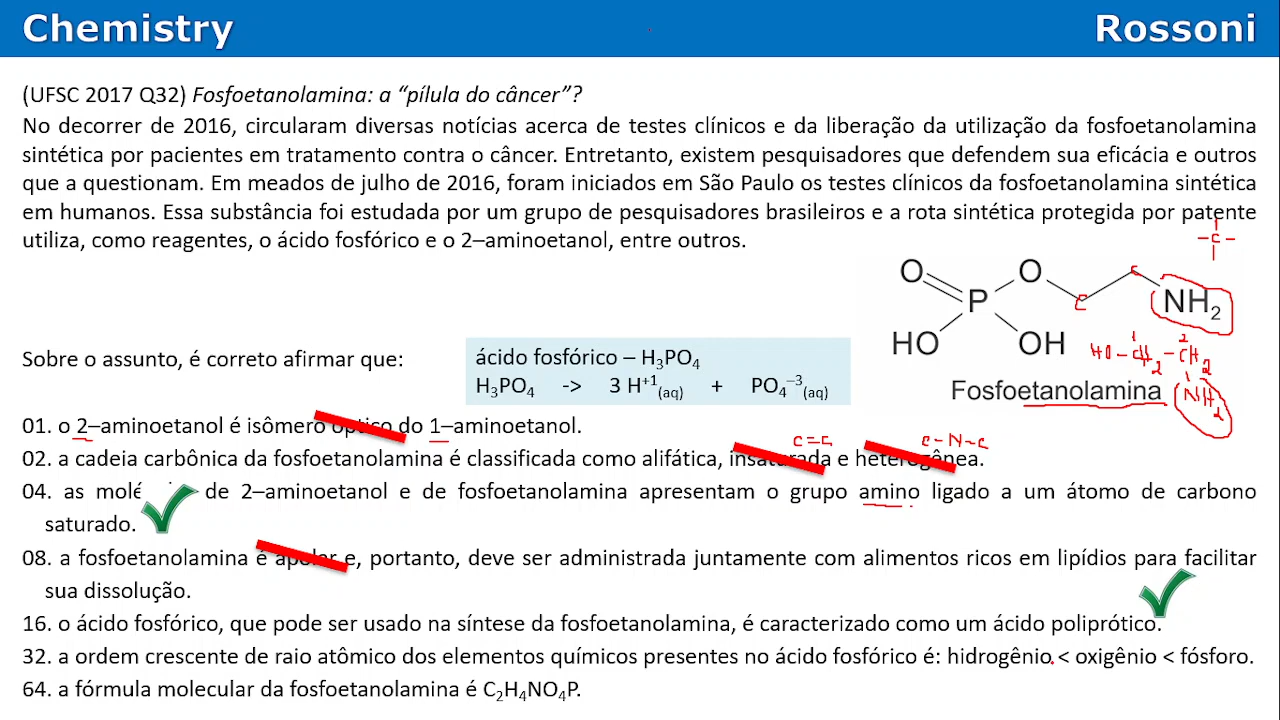 Chemistry Rossoni
(UFSC 2017 Q32) Fosfoetanolamina: a “pílula do câncer”?
No decorrer de 2016, circularam diversas notícias acerca de testes clínicos e da liberação da utilização da fosfoetanolamina
sintética por pacientes em tratamento contra o câncer. Entretanto, existem pesquisadores que defendem sua eficácia e outros
que a questionam. Em meados de julho de 2016, foram iniciados em São Paulo os testes clínicos da fosfoetanolamina sintética
em humanos. Essa substância foi estudada por um grupo de pesquisadores brasileiros e a rota sintética protegida por patente
utiliza, como reagentes, o ácido fosfórico e o 2–aminoetanol, entre outros.
C
O O C
P C NH2
HO OH
HO – CH2 – CH2
1 2
NH2
Fosfoetanolamina
Sobre o assunto, é correto afirmar que:
ácido fosfórico – H3PO4
H3PO4 -> 3 H+1(aq) + PO4–3(aq)
01. o 2–aminoetanol é isômero óptico do 1–aminoetanol.
C=C C–N–C
02. a cadeia carbônica da fosfoetanolamina é classificada como alifática, insaturada e heterogênea.
04. as de 2–aminoetanol e de fosfoetanolamina apresentam o grupo amino ligado a um átomo de carbono
saturado.
08. a fosfoetanolamina é apolar e, portanto, deve ser administrada juntamente com alimentos ricos em lipídios para facilitar
sua dissolução.
16. o ácido fosfórico, que pode ser usado na síntese da fosfoetanolamina, é caracterizado como um ácido poliprótico.
32. a ordem crescente de raio atômico dos elementos químicos presentes no ácido fosfórico é: hidrogênio < oxigênio < fósforo.
64. a fórmula molecular da fosfoetanolamina é C2H4NO4P.